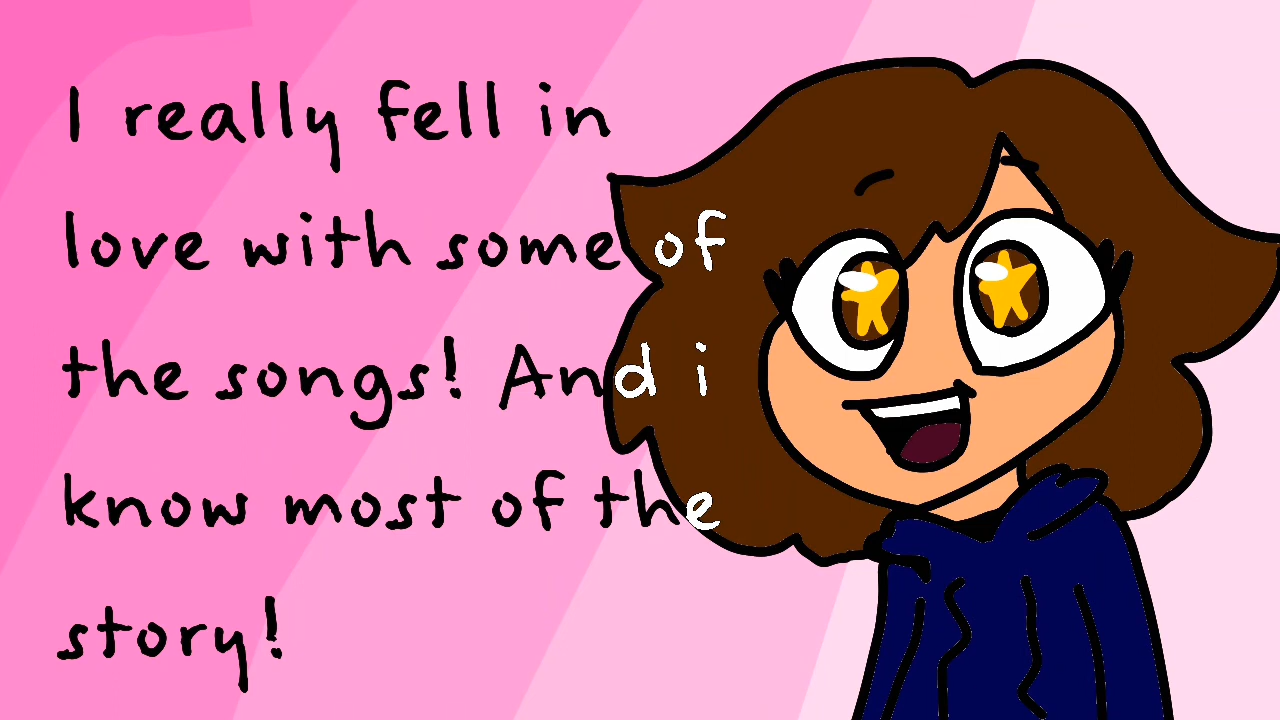 I really fell in
love with some of
the songs! And i
know most of the
story!